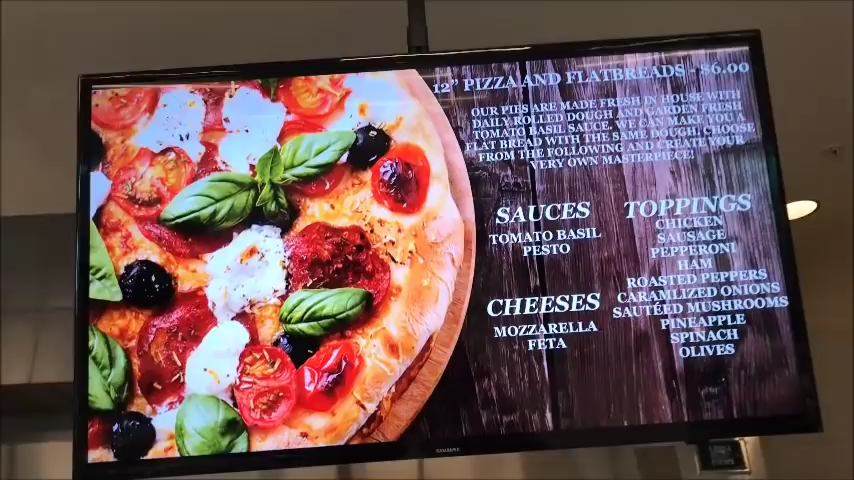 12" PIZZA AND FLATBREADS $6.00
OUR PIES ARE MADE FRESH IN HOUSE WITH
DAILY ROLLED DOUGH AND GARDEN FRESH
TOMATO BASIL SAUCE. WE CAN MAKE YOU A
FLAT BREAD WITH THE SAME DOUGH. CHOOSE
FROM THE FOLLOWING AND CREATE YOUR
VERY OWN MASTERPIECE!
SAUCES
TOMATO BASIL
PESTO
CHEESES
MOZZARELLA
FETA
TOPPINGS
CHICKEN
SAUSAGE
PEPPERONI
HAM
ROASTED PEPPERS
CARAMLIZED ONIONS
SAUTÉED MUSHROOMS
PINEAPPLE
SPINACH
OLIVES
SAMSUNG